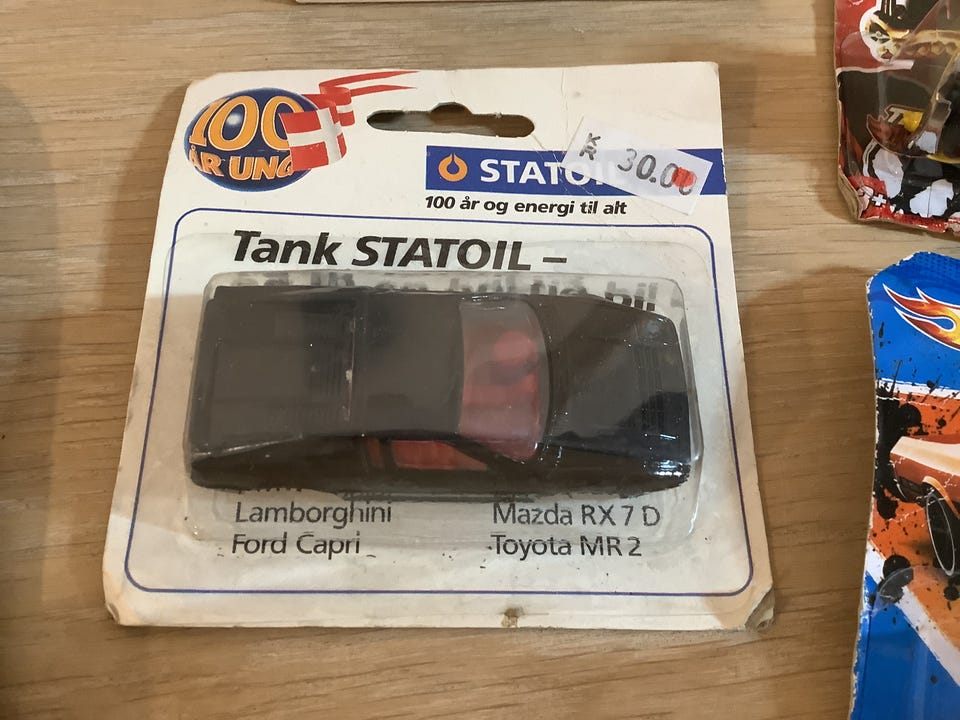 100
ÅR UNG
STATOIL
KR 30.00
100 år og energi til alt
Tank STATOIL –
bil
Lamborghini
Mazda RX 7 D
Ford Capri
Toyota MR 2